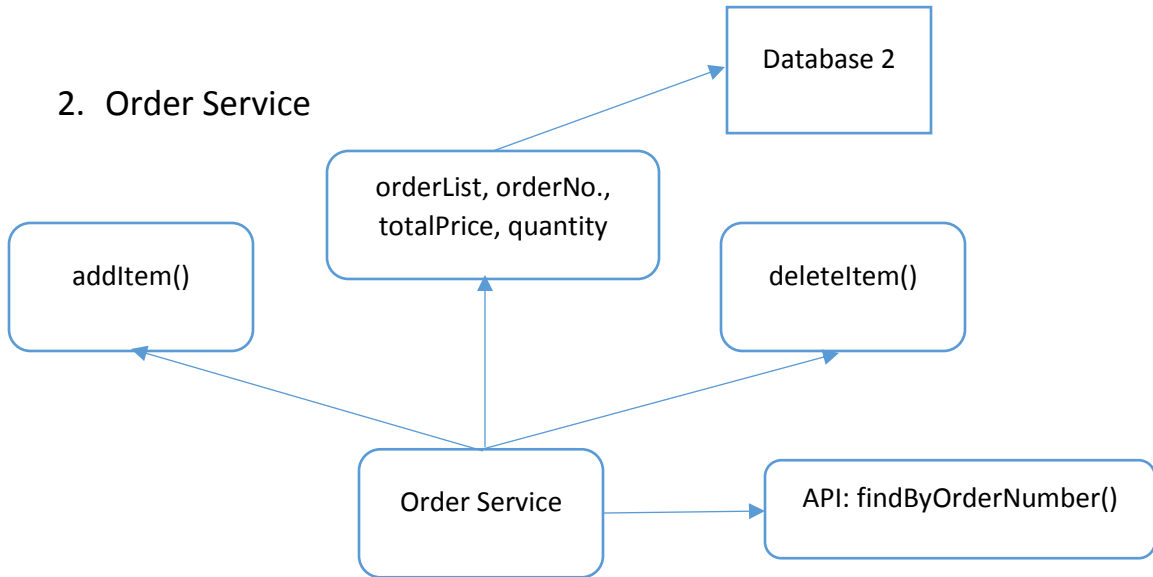 Database 2
2. Order Service
orderList, orderNo.,
totalPrice, quantity
addItem()
deleteItem()
Order Service
API: findByOrderNumber()